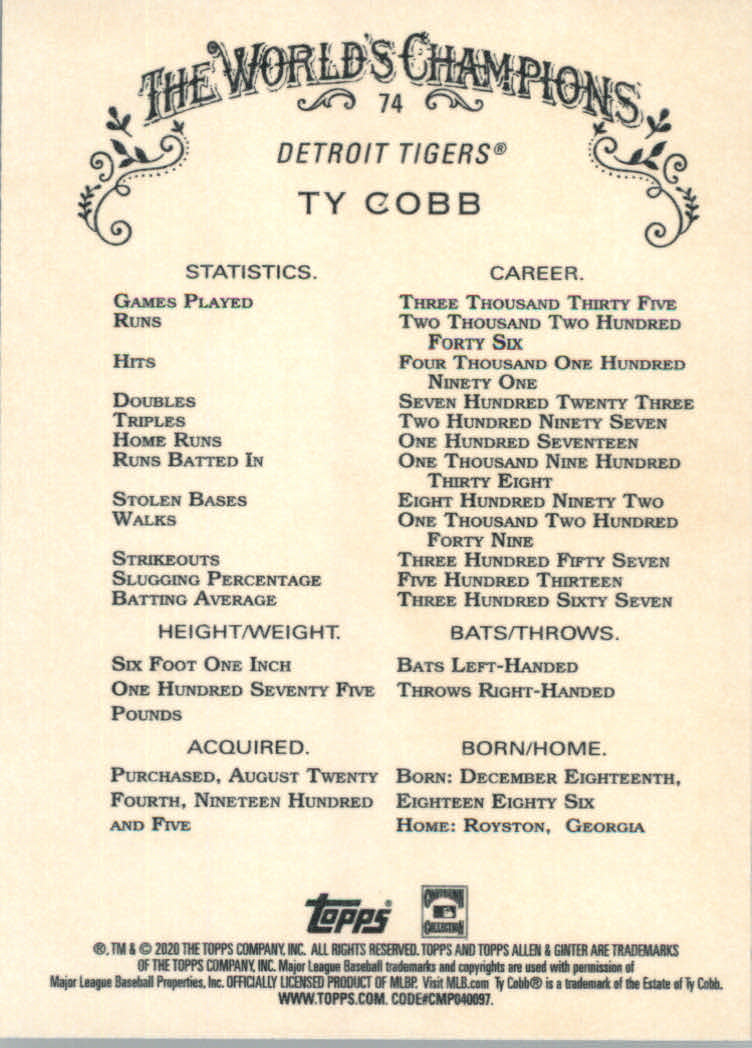 THE WORLD'S CHAMPIONS
74
DETROIT TIGERS®
TY COBB
STATISTICS. CAREER.
GAMES PLAYED THREE THOUSAND THIRTY FIVE
RUNS TWO THOUSAND TWO HUNDRED
FORTY SIX
HITS FOUR THOUSAND ONE HUNDRED
NINETY ONE
DOUBLES SEVEN HUNDRED TWENTY THREE
TRIPLES TWO HUNDRED NINETY SEVEN
HOME RUNS ONE HUNDRED SEVENTEEN
RUNS BATTED IN ONE THOUSAND NINE HUNDRED
THIRTY EIGHT
STOLEN BASES EIGHT HUNDRED NINETY TWO
WALKS ONE THOUSAND TWO HUNDRED
FORTY NINE
STRIKEOUTS THREE HUNDRED FIFTY SEVEN
SLUGGING PERCENTAGE FIVE HUNDRED THIRTEEN
BATTING AVERAGE THREE HUNDRED SIXTY SEVEN
HEIGHT/WEIGHT. BATS/THROWS.
SIX FOOT ONE INCH BATS LEFT-HANDED
ONE HUNDRED SEVENTY FIVE THROWS RIGHT-HANDED
POUNDS
ACQUIRED. BORN/HOME.
PURCHASED, AUGUST TWENTY BORN: DECEMBER EIGHTEENTH,
FOURTH, NINETEEN HUNDRED EIGHTEEN EIGHTY SIX
AND FIVE HOME: ROYSTON, GEORGIA
Topps® COOPERSTOWN COLLECTION
®, TM & © 2020 THE TOPPS COMPANY, INC. ALL RIGHTS RESERVED. TOPPS AND TOPPS ALLEN & GINTER ARE TRADEMARKS
OF THE TOPPS COMPANY, INC. Major League Baseball trademarks and copyrights are used with permission of
Major League Baseball Properties, Inc. OFFICIALLY LICENSED PRODUCT OF MLBP. Visit MLB.com Ty Cobb® is a trademark of the Estate of Ty Cobb.
WWW.TOPPS.COM. CODE#CMP040097.